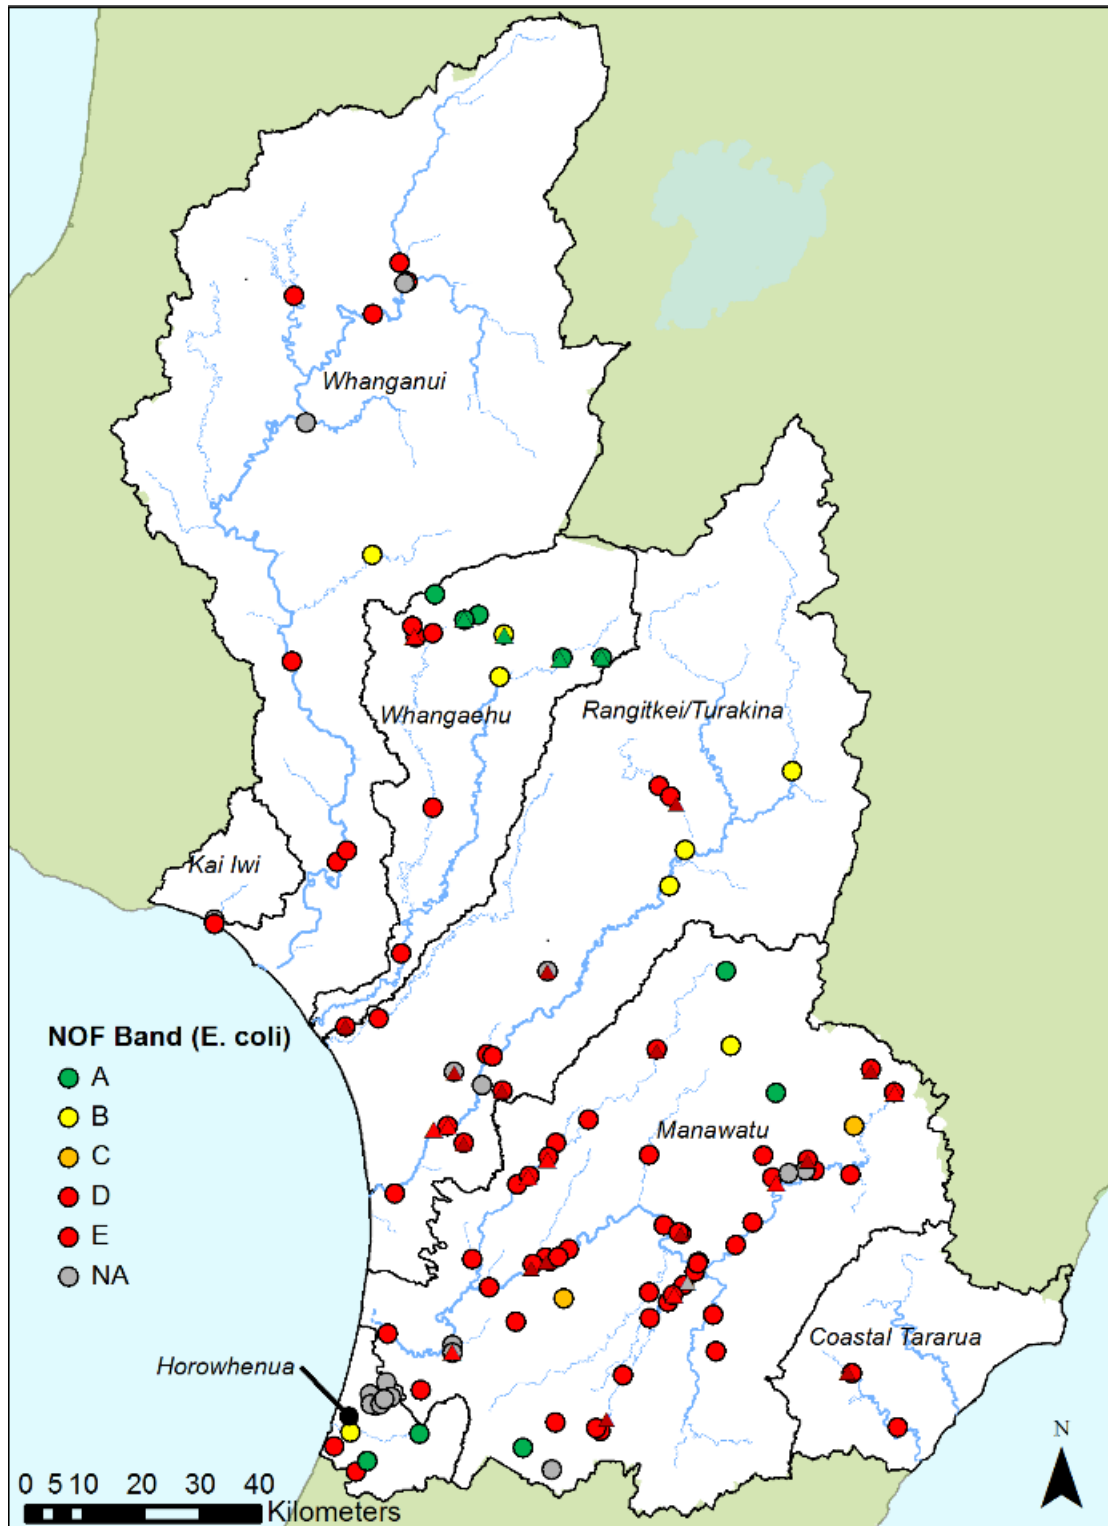 Whanganui
Whangaehu
Rangitkei/Turakina
Kai Iwi
NOF Band (E. coli)
A
B
C
D
E
NA
Manawatu
Coastal Tararua
Horowhenua
N
0 5 10 20 30 40
Kilometers